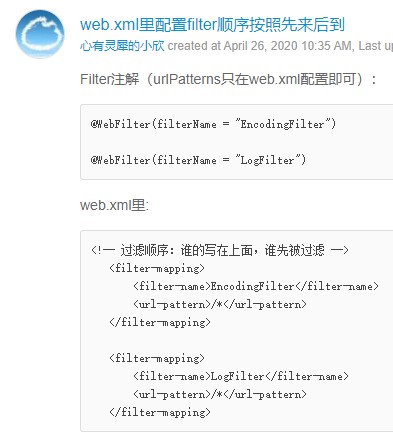 web.xml里配置filter顺序按照先来后到
心有灵犀的小欣 created at April 26, 2020 10:35 AM, Last up
Filter注解（urlPatterns只在web.xml配置即可）：
@WebFilter(filterName = "EncodingFilter")
@WebFilter(filterName = "LogFilter")
web.xml里:
<!-- 过滤顺序：谁的写在上面，谁先被过滤 -->
<filter-mapping>
<filter-name>EncodingFilter</filter-name>
<url-pattern>/*</url-pattern>
</filter-mapping>
<filter-mapping>
<filter-name>LogFilter</filter-name>
<url-pattern>/*</url-pattern>
</filter-mapping>